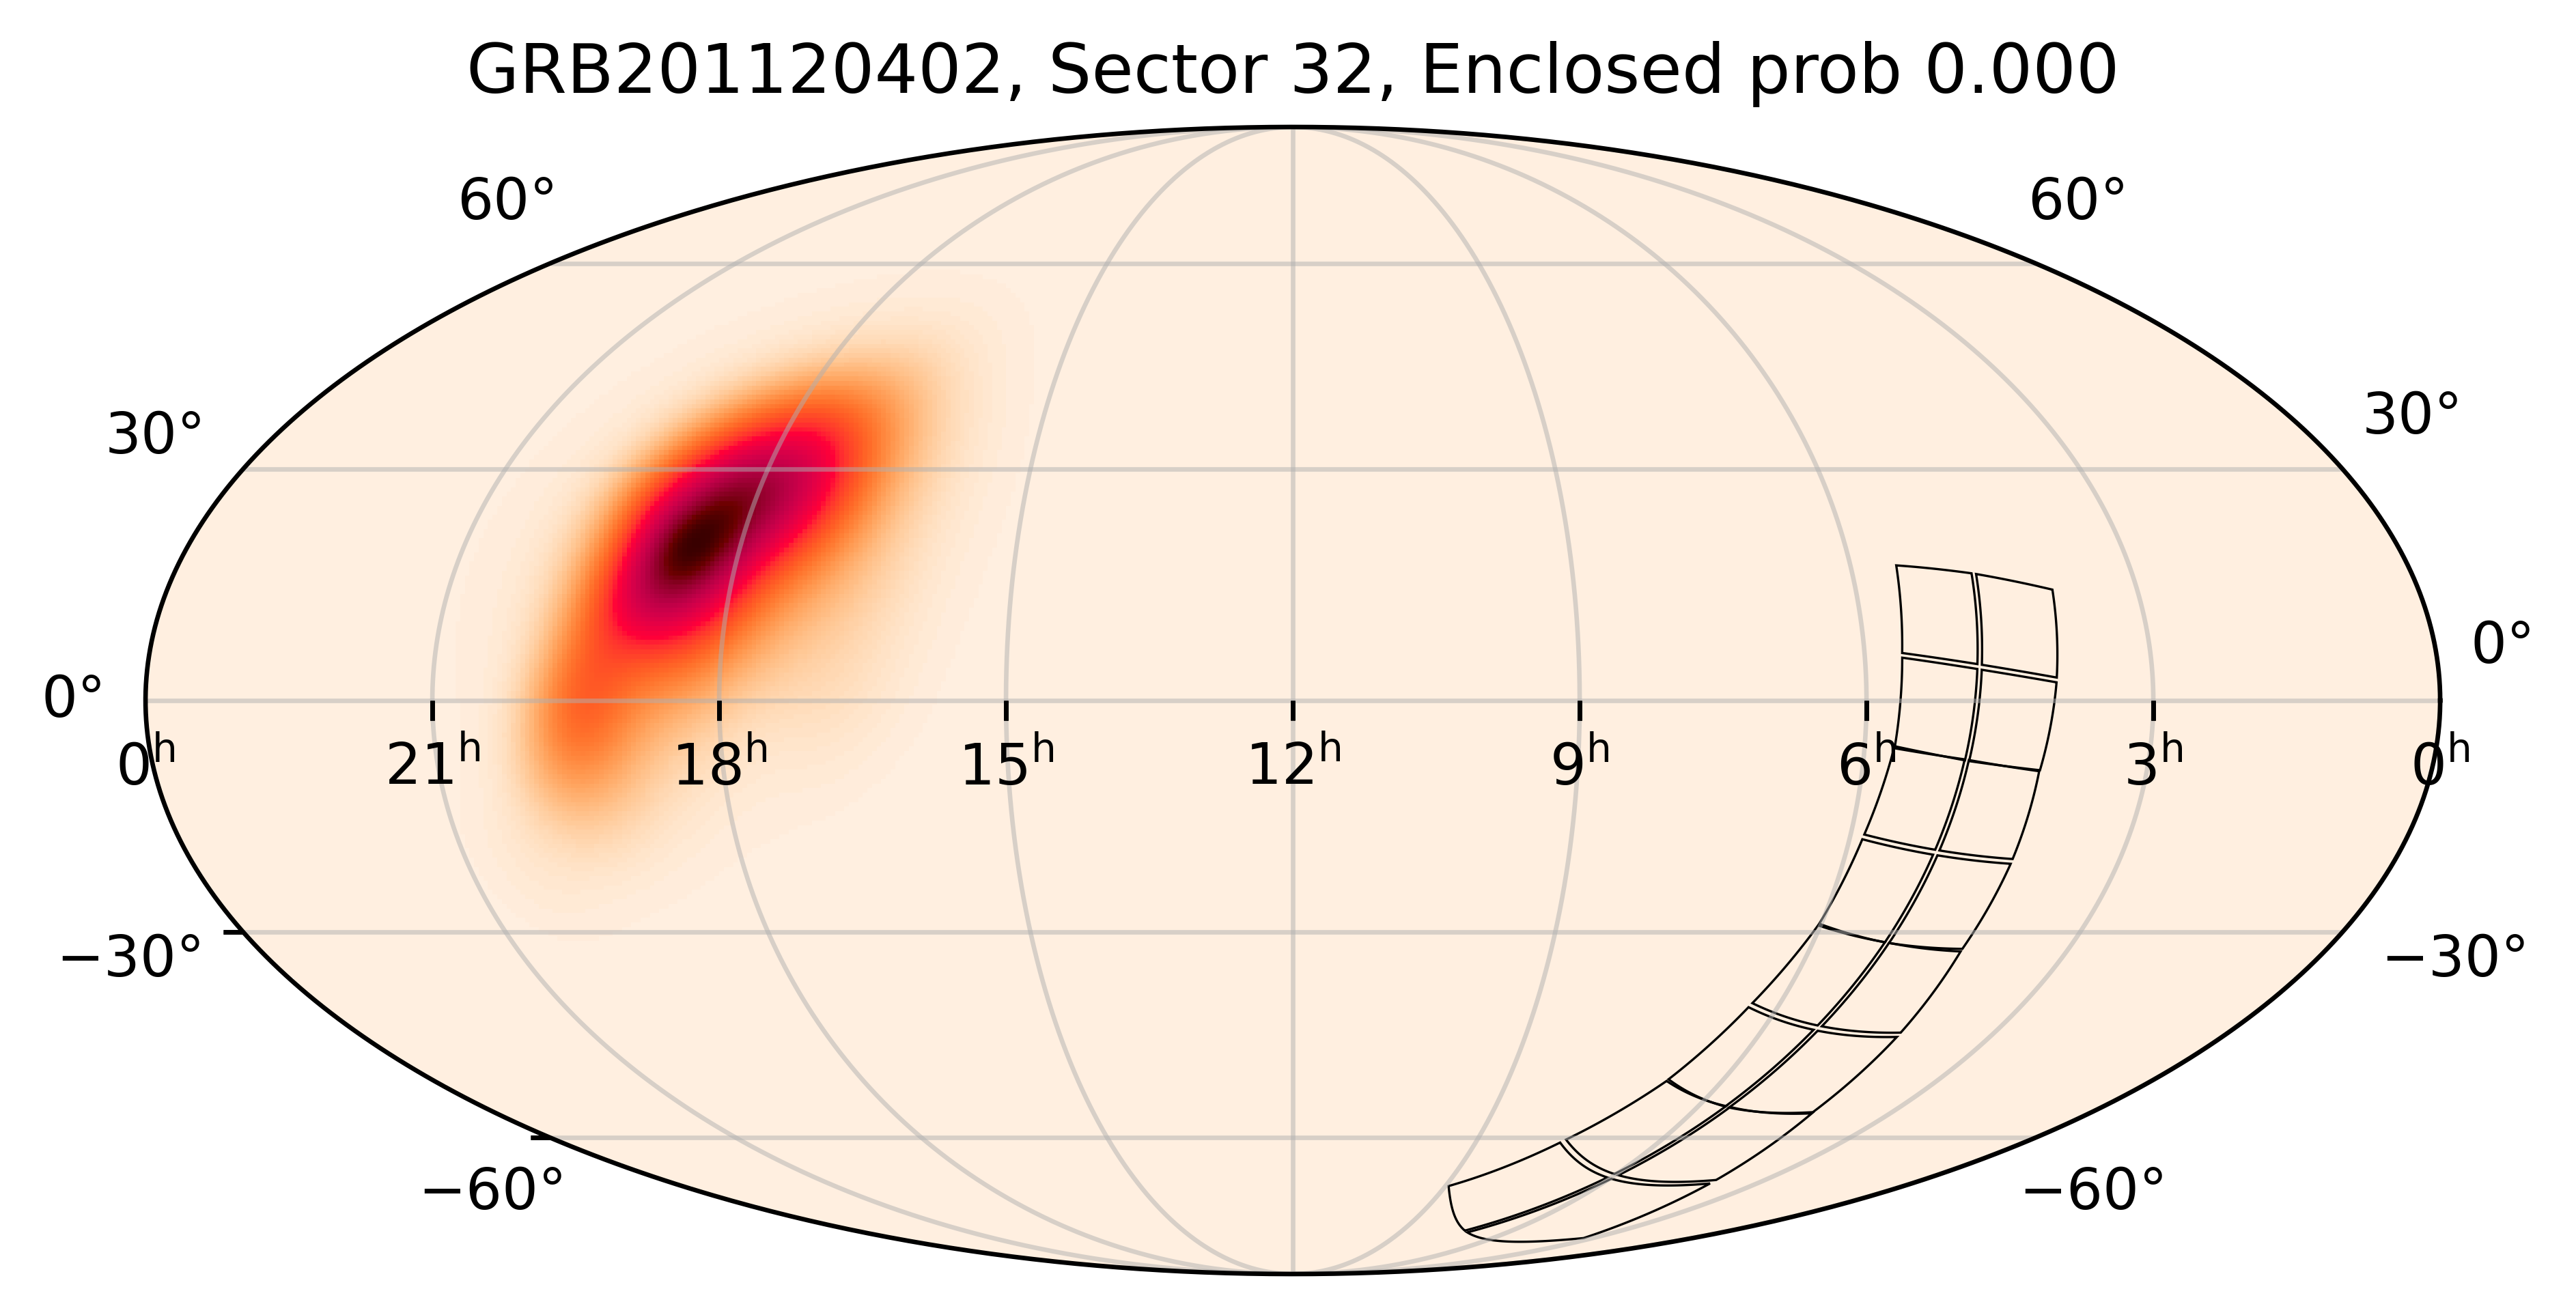 GRB201120402, Sector 32, Enclosed prob 0.000
60° 60°
30° 30°
0° 0°
0h 21h 18h 15h 12h 9h 6h 3h 0h
−30° −30°
−60° −60°